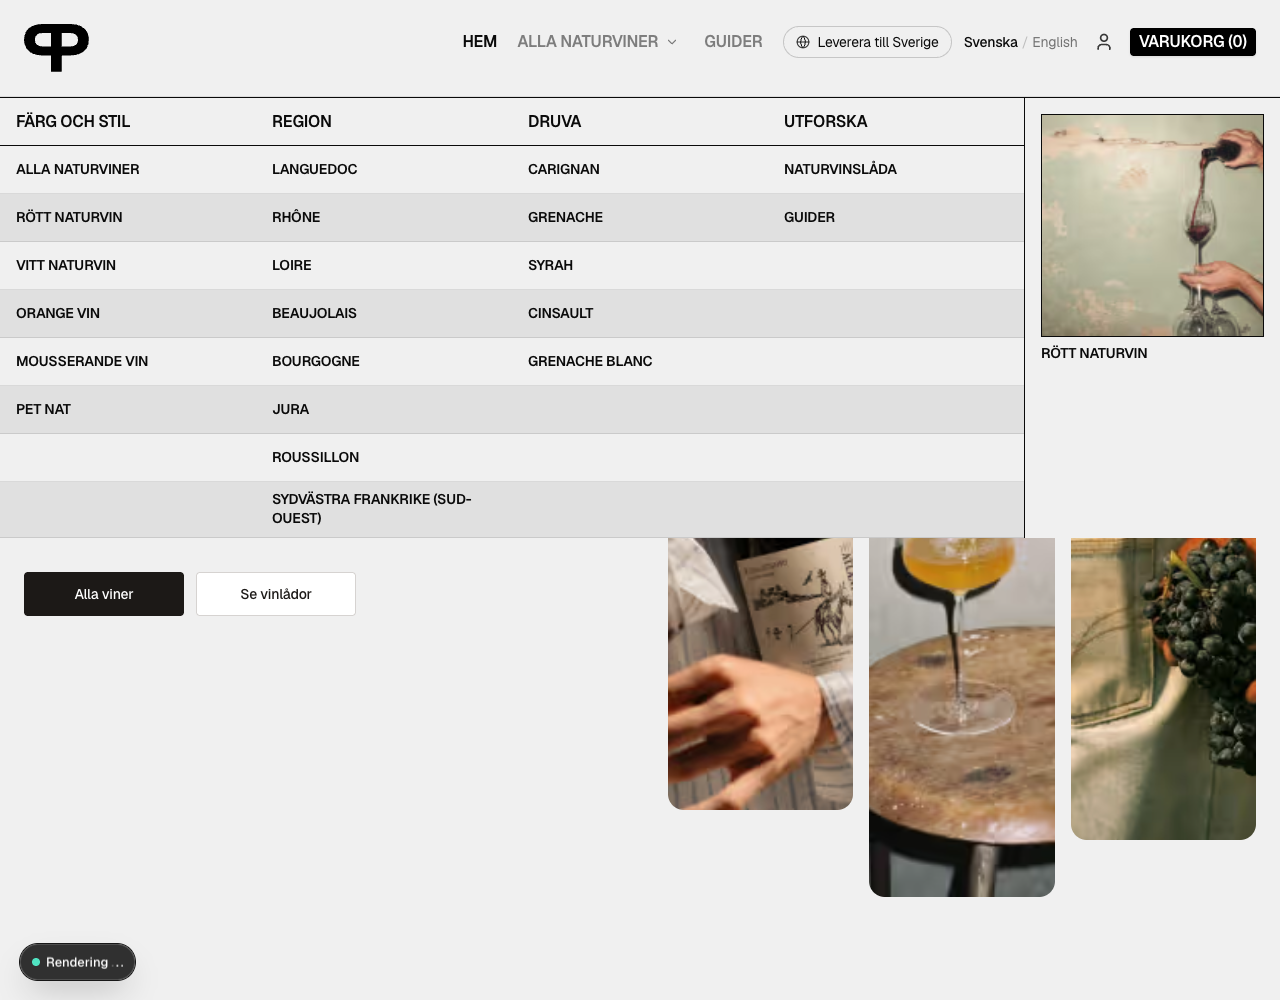 HEM
ALLA NATURVINER
GUIDER
Leverera till Sverige
Svenska / English
VARUKORG (0)
FÄRG OCH STIL
REGION
DRUVA
UTFORSKA
ALLA NATURVINER
LANGUEDOC
CARIGNAN
NATURVINSLÅDA
RÖTT NATURVIN
RHÔNE
GRENACHE
GUIDER
VITT NATURVIN
LOIRE
SYRAH
ORANGE VIN
BEAUJOLAIS
CINSAULT
MOUSSERANDE VIN
BOURGOGNE
GRENACHE BLANC
PET NAT
JURA
ROUSSILLON
SYDVÄSTRA FRANKRIKE (SUD-
OUEST)
RÖTT NATURVIN
Alla viner
Se vinlådor
Rendering ...